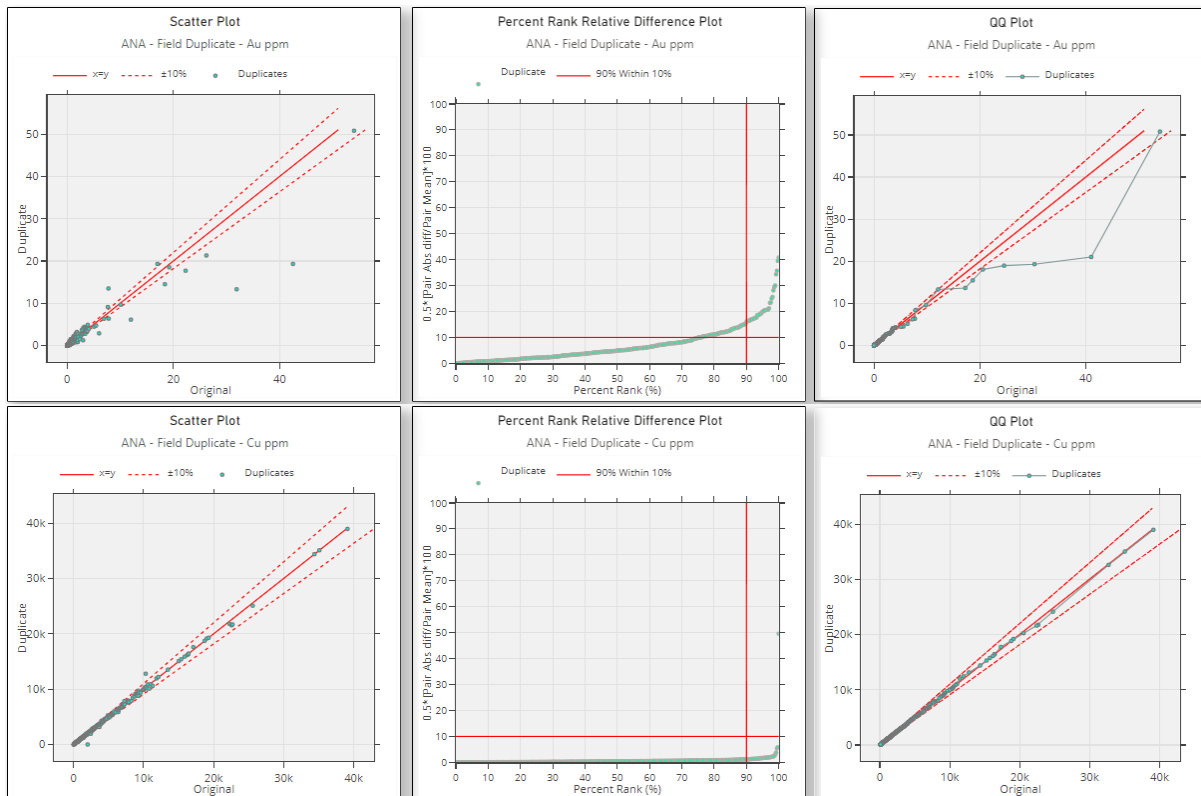 Scatter Plot
ANA - Field Duplicate - Au ppm
x=y ±10% Duplicates
50
40
30
20
10
0
Duplicate
0 20 40
Original
Percent Rank Relative Difference Plot
ANA - Field Duplicate - Au ppm
Duplicate 90% Within 10%
100
90
80
70
60
50
40
30
20
10
0
0.5*[Pair Abs diff/Pair Mean]*100
0 10 20 30 40 50 60 70 80 90 100
Percent Rank (%)
QQ Plot
ANA - Field Duplicate - Au ppm
x=y ±10% Duplicates
50
40
30
20
10
0
Duplicate
0 20 40
Original
Scatter Plot
ANA - Field Duplicate - Cu ppm
x=y ±10% Duplicates
40k
30k
20k
10k
0
Duplicate
0 10k 20k 30k 40k
Original
Percent Rank Relative Difference Plot
ANA - Field Duplicate - Cu ppm
Duplicate 90% Within 10%
100
90
80
70
60
50
40
30
20
10
0
0.5*[Pair Abs diff/Pair Mean]*100
0 10 20 30 40 50 60 70 80 90 100
Percent Rank (%)
QQ Plot
ANA - Field Duplicate - Cu ppm
x=y ±10% Duplicates
40k
30k
20k
10k
0
Duplicate
0 10k 20k 30k 40k
Original